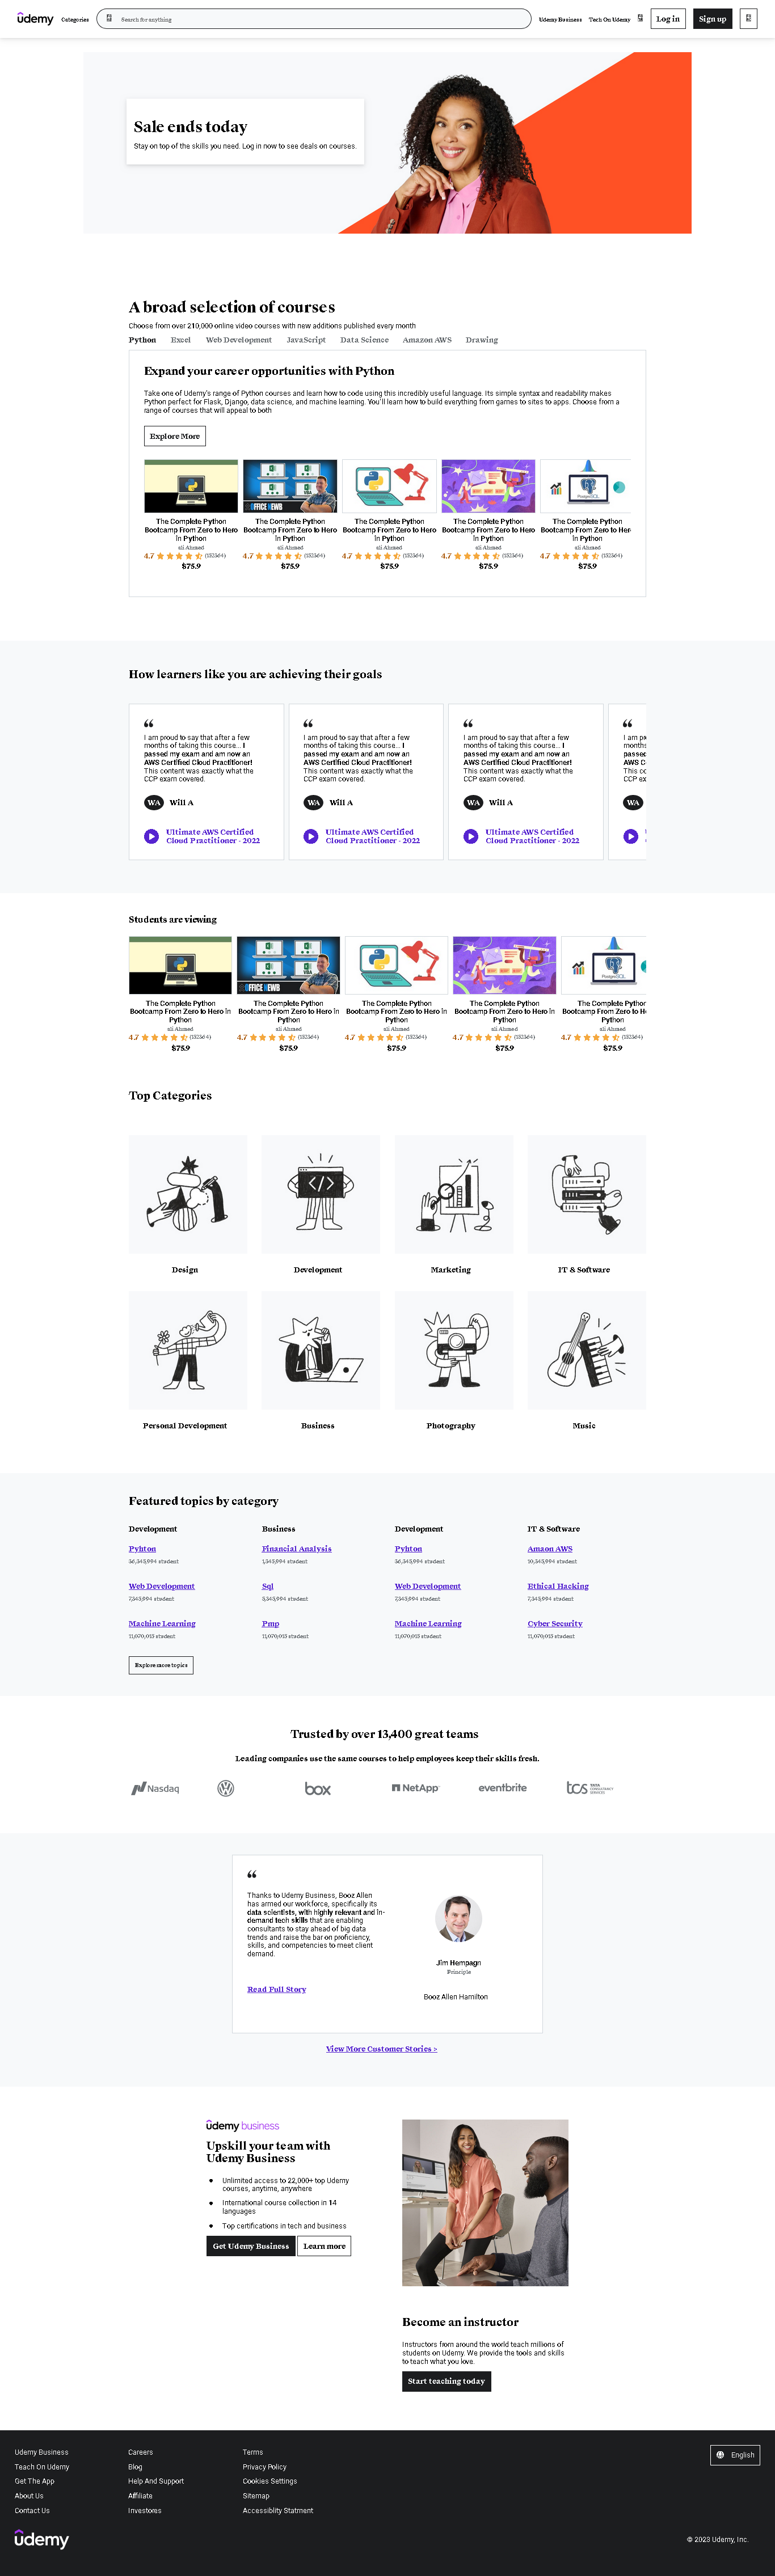 udemy Categories Search for anything Udemy Business Tech On Udemy Log in Sign up
Sale ends today
Stay on top of the skills you need. Log in now to see deals on courses.
A broad selection of courses
Choose from over 210,000 online video courses with new additions published every month
Python Excel Web Development JavaScript Data Science Amazon AWS Drawing
Expand your career opportunities with Python
Take one of Udemy's range of Python courses and learn how to code using this incredibly useful language. Its simple syntax and readability makes
Python perfect for Flask, Django, data science, and machine learning. You'll learn how to build everything from games to sites to apps. Choose from a
range of courses that will appeal to both
Explore More
The Complete Python The Complete Python The Complete Python The Complete Python The Complete Python
Bootcamp From Zero to Hero Bootcamp From Zero to Hero Bootcamp From Zero to Hero Bootcamp From Zero to Hero Bootcamp From Zero to Her
in Python in Python in Python in Python in Python
ali Ahmed ali Ahmed ali Ahmed ali Ahmed ali Ahmed
4.7 4.7 4.7 4.7 4.7
$75.9 $75.9 $75.9 $75.9 $75.9
How learners like you are achieving their goals
“ “ “ “
I am proud to say that after a few I am proud to say that after a few I am proud to say that after a few I am pr
months of taking this course... I months of taking this course... I months of taking this course... I months
passed my exam and am now an passed my exam and am now an passed my exam and am now an passed
AWS Certified Cloud Practitioner! AWS Certified Cloud Practitioner! AWS Certified Cloud Practitioner! AWS C
This content was exactly what the This content was exactly what the This content was exactly what the This co
CCP exam covered. CCP exam covered. CCP exam covered. CCP ex
WA Will A WA Will A WA Will A WA
Ultimate AWS Certified Ultimate AWS Certified Ultimate AWS Certified
Cloud Practitioner - 2022 Cloud Practitioner - 2022 Cloud Practitioner - 2022
Students are viewing
The Complete Python The Complete Python The Complete Python The Complete Python The Complete Python
Bootcamp From Zero to Hero in Bootcamp From Zero to Hero in Bootcamp From Zero to Hero in Bootcamp From Zero to Hero in Bootcamp From Zero to H
Python Python Python Python Python
ali Ahmed ali Ahmed ali Ahmed ali Ahmed ali Ahmed
4.7 4.7 4.7 4.7 4.7
$75.9 $75.9 $75.9 $75.9 $75.9
Top Categories
Design Development Marketing IT & Software
Personal Development Business Photography Music
Featured topics by category
Development Business Development IT & Software
Pyhton Financial Analysis Pyhton Amaon AWS
36,343,994 student 1,343,994 student 36,343,994 student 10,343,994 student
Web Development Sql Web Development Ethical Hacking
7,343,994 student 3,343,994 student 7,343,994 student 7,343,994 student
Machine Learning Pmp Machine Learning Cyber Security
11,070,015 student 11,070,015 student 11,070,015 student 11,070,015 student
Explore more topics
Trusted by over 13,400 great teams
Leading companies use the same courses to help employees keep their skills fresh.
Nasdaq box NetApp eventbrite tcs TATA CONSULTANCY SERVICES
“
Thanks to Udemy Business, Booz Allen
has armed our workforce, specifically its
data scientists, with highly relevant and in-
demand tech skills that are enabling
consultants to stay ahead of big data
trends and raise the bar on proficiency,
skills, and competencies to meet client
demand.
Read Full Story
Jim Hempagn
Principle
Booz Allen Hamilton
View More Customer Stories >
udemy business
Upskill your team with
Udemy Business
Unlimited access to 22,000+ top Udemy
courses, anytime, anywhere
International course collection in 14
languages
Top certifications in tech and business
Get Udemy Business Learn more
Become an instructor
Instructors from around the world teach millions of
students on Udemy. We provide the tools and skills
to teach what you love.
Start teaching today
Udemy Business Careers Terms English
Teach On Udemy Blog Privacy Policy
Get The App Help And Support Cookies Settings
About Us Affiliate Sitemap
Contact Us Investores Accessiblity Statment
udemy © 2023 Udemy, Inc.